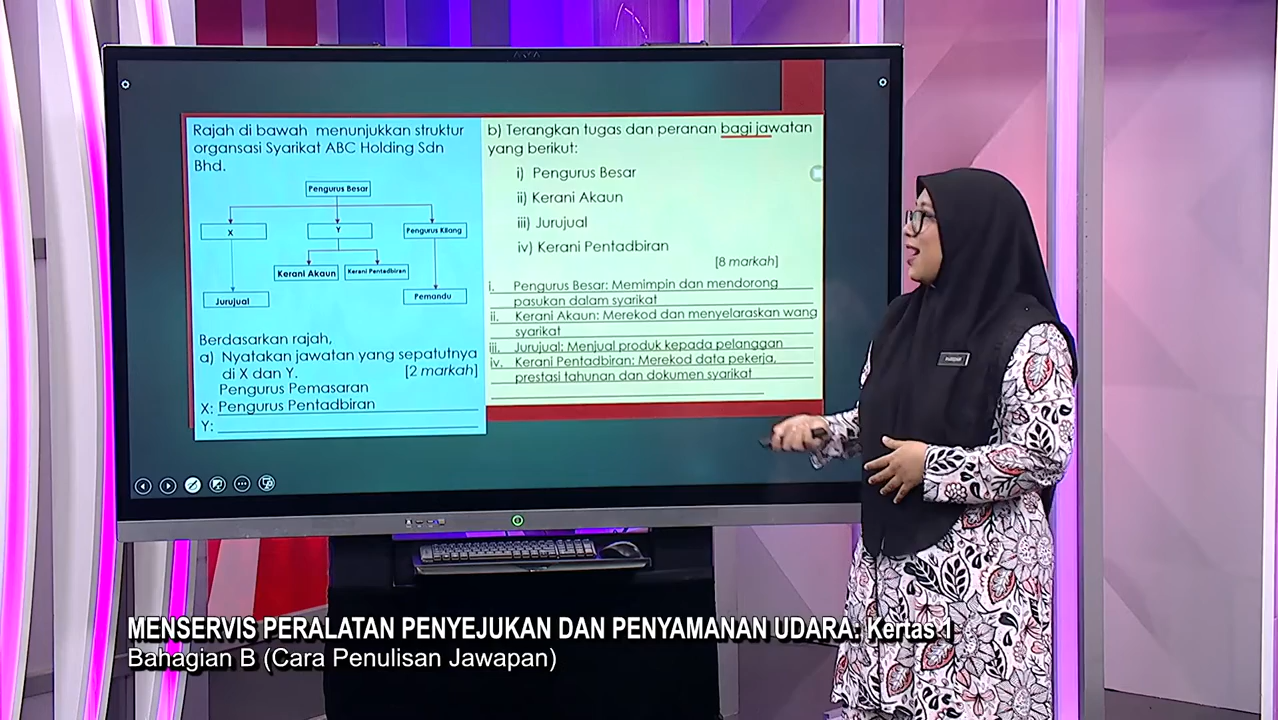 Rajah di bawah menunjukkan struktur
organsasi Syarikat ABC Holding Sdn
Bhd.
Pengurus Besar
X
Y
Pengurus Kilang
Kerani Akaun
Kerani Pentadbiran
Jurujual
Pemandu
Berdasarkan rajah,
a) Nyatakan jawatan yang sepatutnya
di X dan Y. [2 markah]
Pengurus Pemasaran
X: Pengurus Pentadbiran
Y:
b) Terangkan tugas dan peranan bagi jawatan
yang berikut:
i) Pengurus Besar
ii) Kerani Akaun
iii) Jurujual
iv) Kerani Pentadbiran
[8 markah]
i. Pengurus Besar: Memimpin dan mendorong
pasukan dalam syarikat
ii. Kerani Akaun: Merekod dan menyelaraskan wang
syarikat
iii. Jurujual: Menjual produk kepada pelanggan
iv. Kerani Pentadbiran: Merekod data pekerja,
prestasi tahunan dan dokumen syarikat
MENSERVIS PERALATAN PENYEJUKAN DAN PENYAMANAN UDARA: Kertas 1
Bahagian B (Cara Penulisan Jawapan)